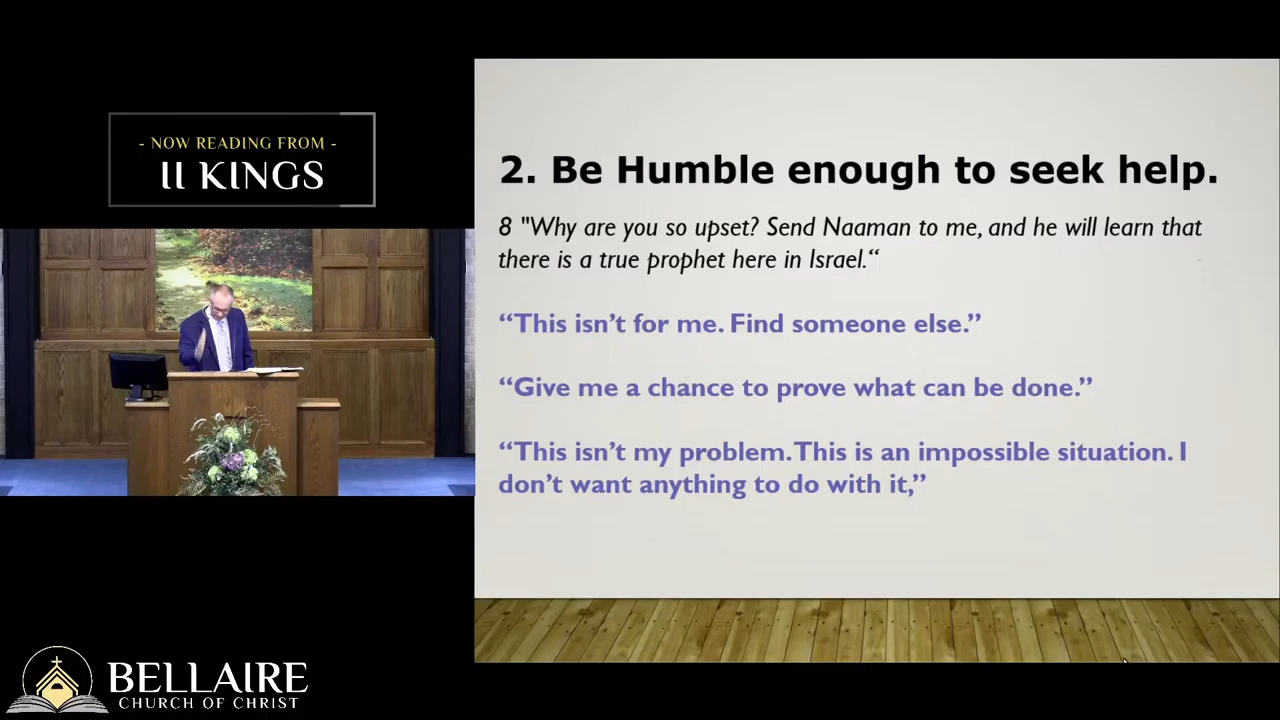 - NOW READING FROM -
II KINGS
2. Be Humble enough to seek help.
8 "Why are you so upset? Send Naaman to me, and he will learn that
there is a true prophet here in Israel.“
“This isn’t for me. Find someone else.”
“Give me a chance to prove what can be done.”
“This isn’t my problem. This is an impossible situation. I
don’t want anything to do with it,”
BELLAIRE
CHURCH OF CHRIST